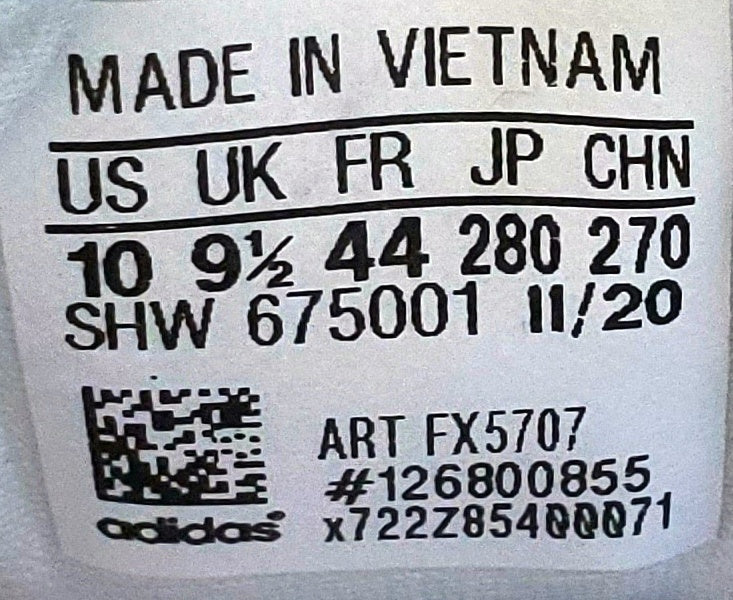 MADE IN VIETNAM
US UK FR JP CHN
10 9½ 44 280 270
SHW 675001 11/20
ART FX5707
#126800855
adidas
x722Z85400071